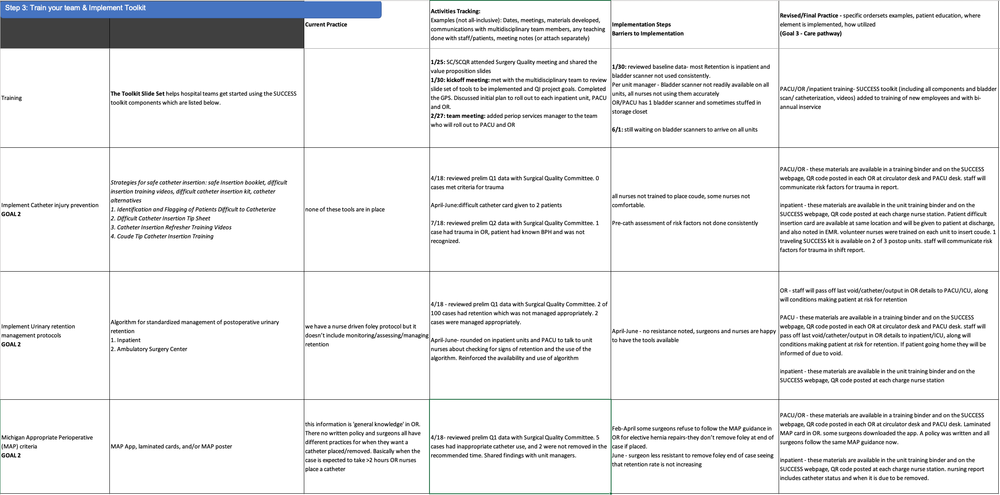 Step 3: Train your team & Implement Toolkit
Current Practice
Activities Tracking:
Examples (not all-inclusive): Dates, meetings, materials developed,
communications with multidisciplinary team members, any teaching
done with staff/patients, meeting notes (or attach separately)
Implementation Steps
Barriers to Implementation
Revised/Final Practice - specific ordersets examples, patient education, where
element is implemented, how utilized
(Goal 3 - Care pathway)
Training
The Toolkit Slide Set helps hospital teams get started using the SUCCESS
toolkit components which are listed below.
1/25: SC/SCQR attended Surgery Quality meeting and shared the
value proposition slides
1/30: kickoff meeting: met with the multidisciplinary team to review
slide set of tools to be implemented and QI project goals. Completed
the GPS. Discussed initial plan to roll out to each inpatient unit, PACU
and OR.
2/27: team meeting: added periop services manager to the team
who will roll out to PACU and OR
1/30: reviewed baseline data- most Retention is inpatient and
bladder scanner not used consistently.
Per unit manager - Bladder scanner not readily available on all
units, all nurses not using them accurately
OR/PACU has 1 bladder scanner and sometimes stuffed in
storage closet
6/1: still waiting on bladder scanners to arrive on all units
PACU/OR /inpatient training- SUCCESS toolkit (including all components and bladder
scan/ catheterization, videos) added to training of new employees and with bi-
annual inservice
Implement Catheter injury prevention
GOAL 2
Strategies for safe catheter insertion: safe Insertion booklet, difficult
insertion training videos, difficult catheter insertion kit, catheter
alternatives
1. Identification and Flagging of Patients Difficult to Catheterize
2. Difficult Catheter Insertion Tip Sheet
3. Catheter Insertion Refresher Training Videos
4. Coude Tip Catheter Insertion Training
none of these tools are in place
4/18: reviewed prelim Q1 data with Surgical Quality Committee. 0
cases met criteria for trauma
April-June:difficult catheter card given to 2 patients
7/18: reviewed prelim Q2 data with Surgical Quality Committee. 1
case had trauma in OR, patient had known BPH and was not
recognized.
all nurses not trained to place coude, some nurses not
comfortable.
Pre-cath assessment of risk factors not done consistently
PACU/OR - these materials are available in a training binder and on the SUCCESS
webpage, QR code posted in each OR at circulator desk and PACU desk. staff will
communicate risk factors for trauma in report.
inpatient - these materials are available in the unit training binder and on the
SUCCESS webpage, QR code posted at each charge nurse station. Patient difficult
insertion card are available at same location and will be given to patient at discharge,
and also noted in EMR. volunteer nurses were trained on each unit to insert coude. 1
traveling SUCCESS kit is available on 2 of 3 postop units. staff will communicate risk
factors for trauma in shift report.
Implement Urinary retention
management protocols
GOAL 2
Algorithm for standardized management of postoperative urinary
retention
1. Inpatient
2. Ambulatory Surgery Center
we have a nurse driven foley protocol but it
doesn't include monitoring/assessing/managing
retention
4/18 - reviewed prelim Q1 data with Surgical Quality Committee. 2 of
100 cases had retention which was not managed appropriately. 2
cases were managed appropriately.
April-June- rounded on inpatient units and PACU to talk to unit
nurses about checking for signs of retention and the use of the
algorithm. Reinforced the availability and use of algorithm
April-June - no resistance noted, surgeons and nurses are happy
to have the tools available
OR - staff will pass off last void/catheter/output in OR details to PACU/ICU, along
will conditions making patient at risk for retention
PACU - these materials are available in a training binder and on the SUCCESS
webpage, QR code posted in each OR at circulator desk and PACU desk. staff will
pass off last void/catheter/output in OR details to inpatient/ICU, along will
conditions making patient at risk for retention. If patient going home they will be
informed of due to void.
inpatient - these materials are available in the unit training binder and on the
SUCCESS webpage, QR code posted at each charge nurse station
Michigan Appropriate Perioperative
(MAP) criteria
GOAL 2
MAP App, laminated cards, and/or MAP poster
this information is 'general knowledge' in OR.
There no written policy and surgeons all have
different practices for when they want a
catheter placed/removed. Basically when the
case is expected to take >2 hours OR nurses
place a catheter
4/18- reviewed prelim Q1 data with Surgical Quality Committee. 5
cases had inappropriate catheter use, and 2 were not removed in the
recommended time. Shared findings with unit managers.
Feb-April some surgeons refuse to follow the MAP guidance in
OR for elective hernia repairs-they don't remove foley at end of
case if placed.
June - surgeon less resistant to remove foley end of case seeing
that retention rate is not increasing
PACU/OR - these materials are available in a training binder and on the SUCCESS
webpage, QR code posted in each OR at circulator desk and PACU desk. Laminated
MAP card in OR. some surgeons downloaded the app. A policy was written and all
surgeons follow the same MAP guidance now.
inpatient - these materials are available in the unit training binder and on the
SUCCESS webpage, QR code posted at each charge nurse station. nursing report
includes catheter status and when it is due to be removed.